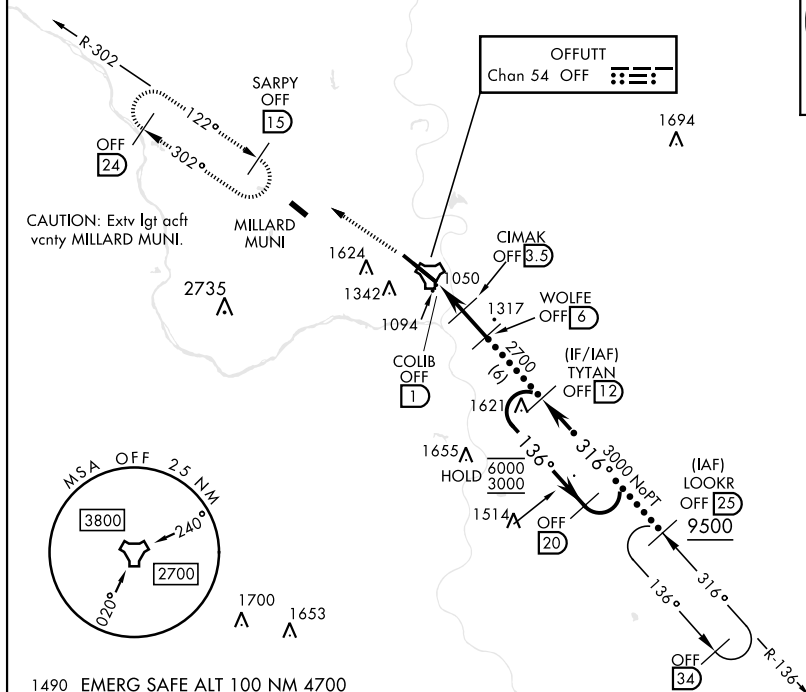 R-302
OFFUTT
Chan 54 OFF
SARPY
OFF
15
122°
302°
OFF
24
1694
CAUTION: Extv lgt acft
vcnty MILLARD MUNI.
MILLARD
MUNI
CIMAK
OFF 3.5
1624
1050
2735
1342
1317
WOLFE
OFF 6
1094
COLIB
OFF
1
2700
(6)
(IF/IAF)
TYTAN
OFF 12
1621
136°
316°
3000 NoPT
1655
HOLD
6000
3000
(IAF)
LOOKR
OFF 25
9500
1514
OFF
20
MSA OFF 25 NM
3800
240°
2700
020°
136°
316°
1700
1653
OFF
34
R-136
1490 EMERG SAFE ALT 100 NM 4700